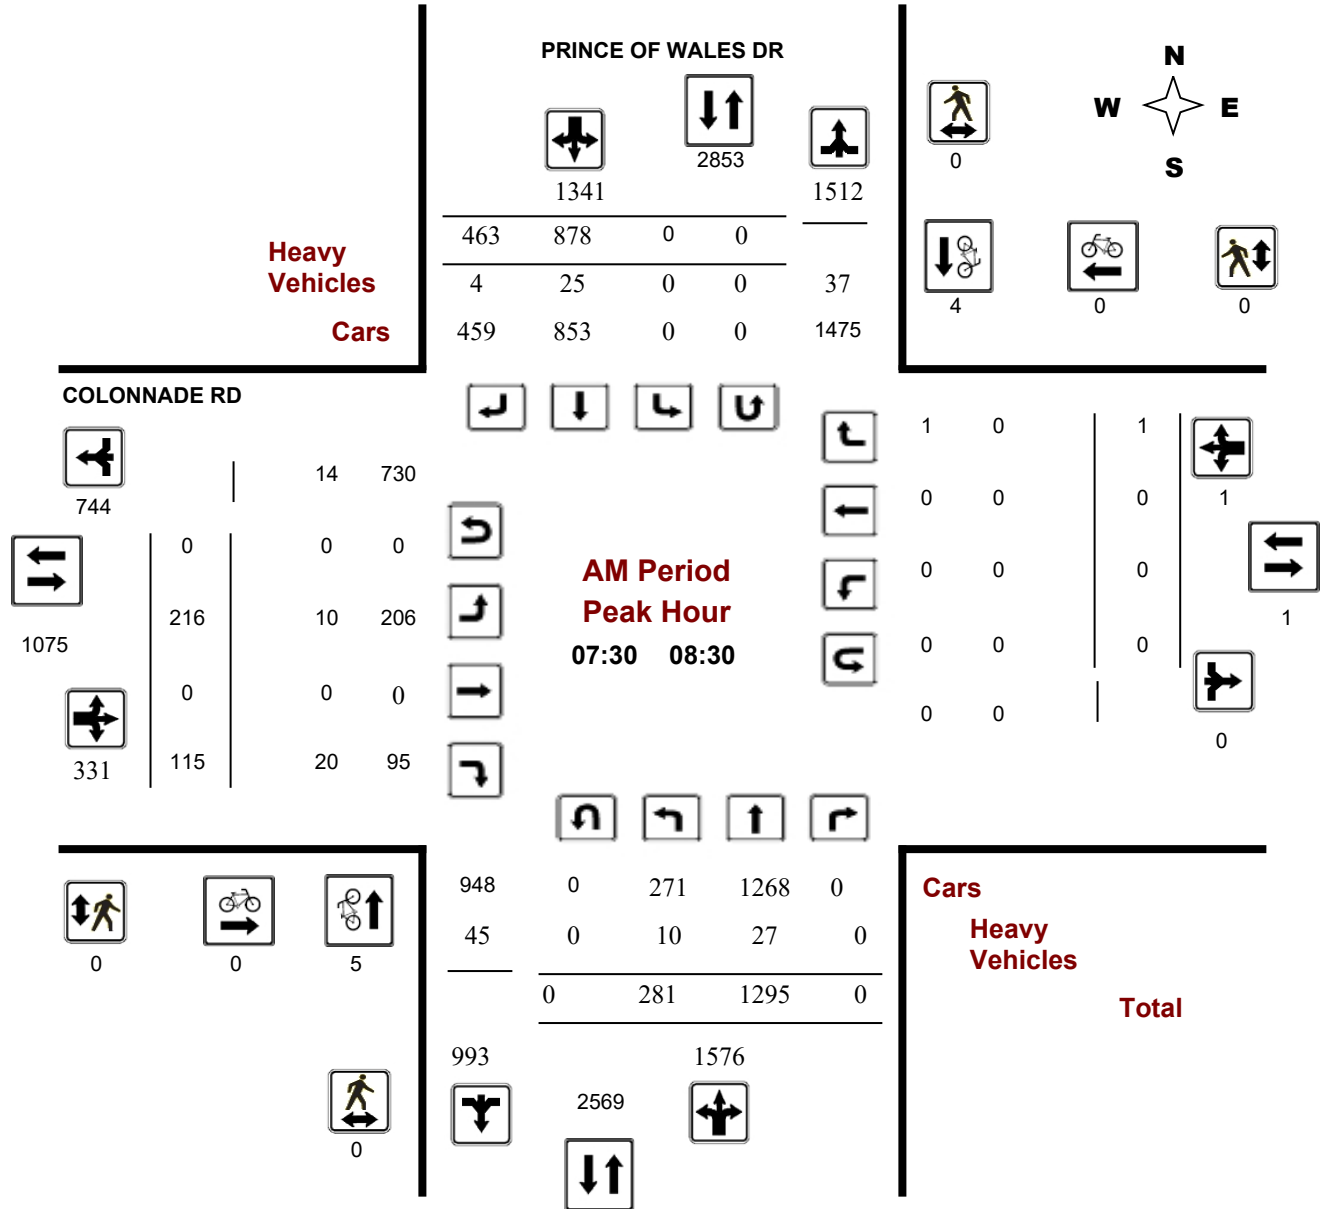 PRINCE OF WALES DR
N
W E
S
2853
0
1341 1512
463 878 0 0
Heavy
Vehicles
4 25 0 0 37
4 0 0
Cars
459 853 0 0 1475
COLONNADE RD
1 0 1
14 730
744
0 0 0 1
0 0 0
AM Period
0 0 0
Peak Hour
216 10 206
1
1075
07:30 08:30
0 0 0
0 0 0
0 0
0
331
115 20 95
948 0 271 1268 0
Cars
45 0 10 27 0
Heavy
Vehicles
0 0 5
0 281 1295 0
Total
993 1576
2569
0